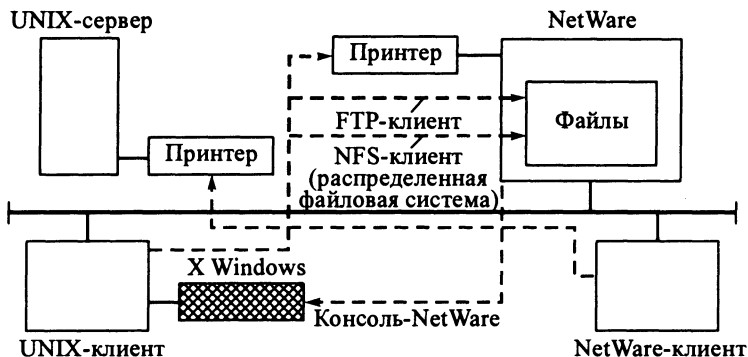 UNIX-сервер
NetWare
Принтер
Файлы
FTP-клиент
Принтер
NFS-клиент
(распределенная
файловая система)
X Windows
Консоль-NetWare
UNIX-клиент
NetWare-клиент